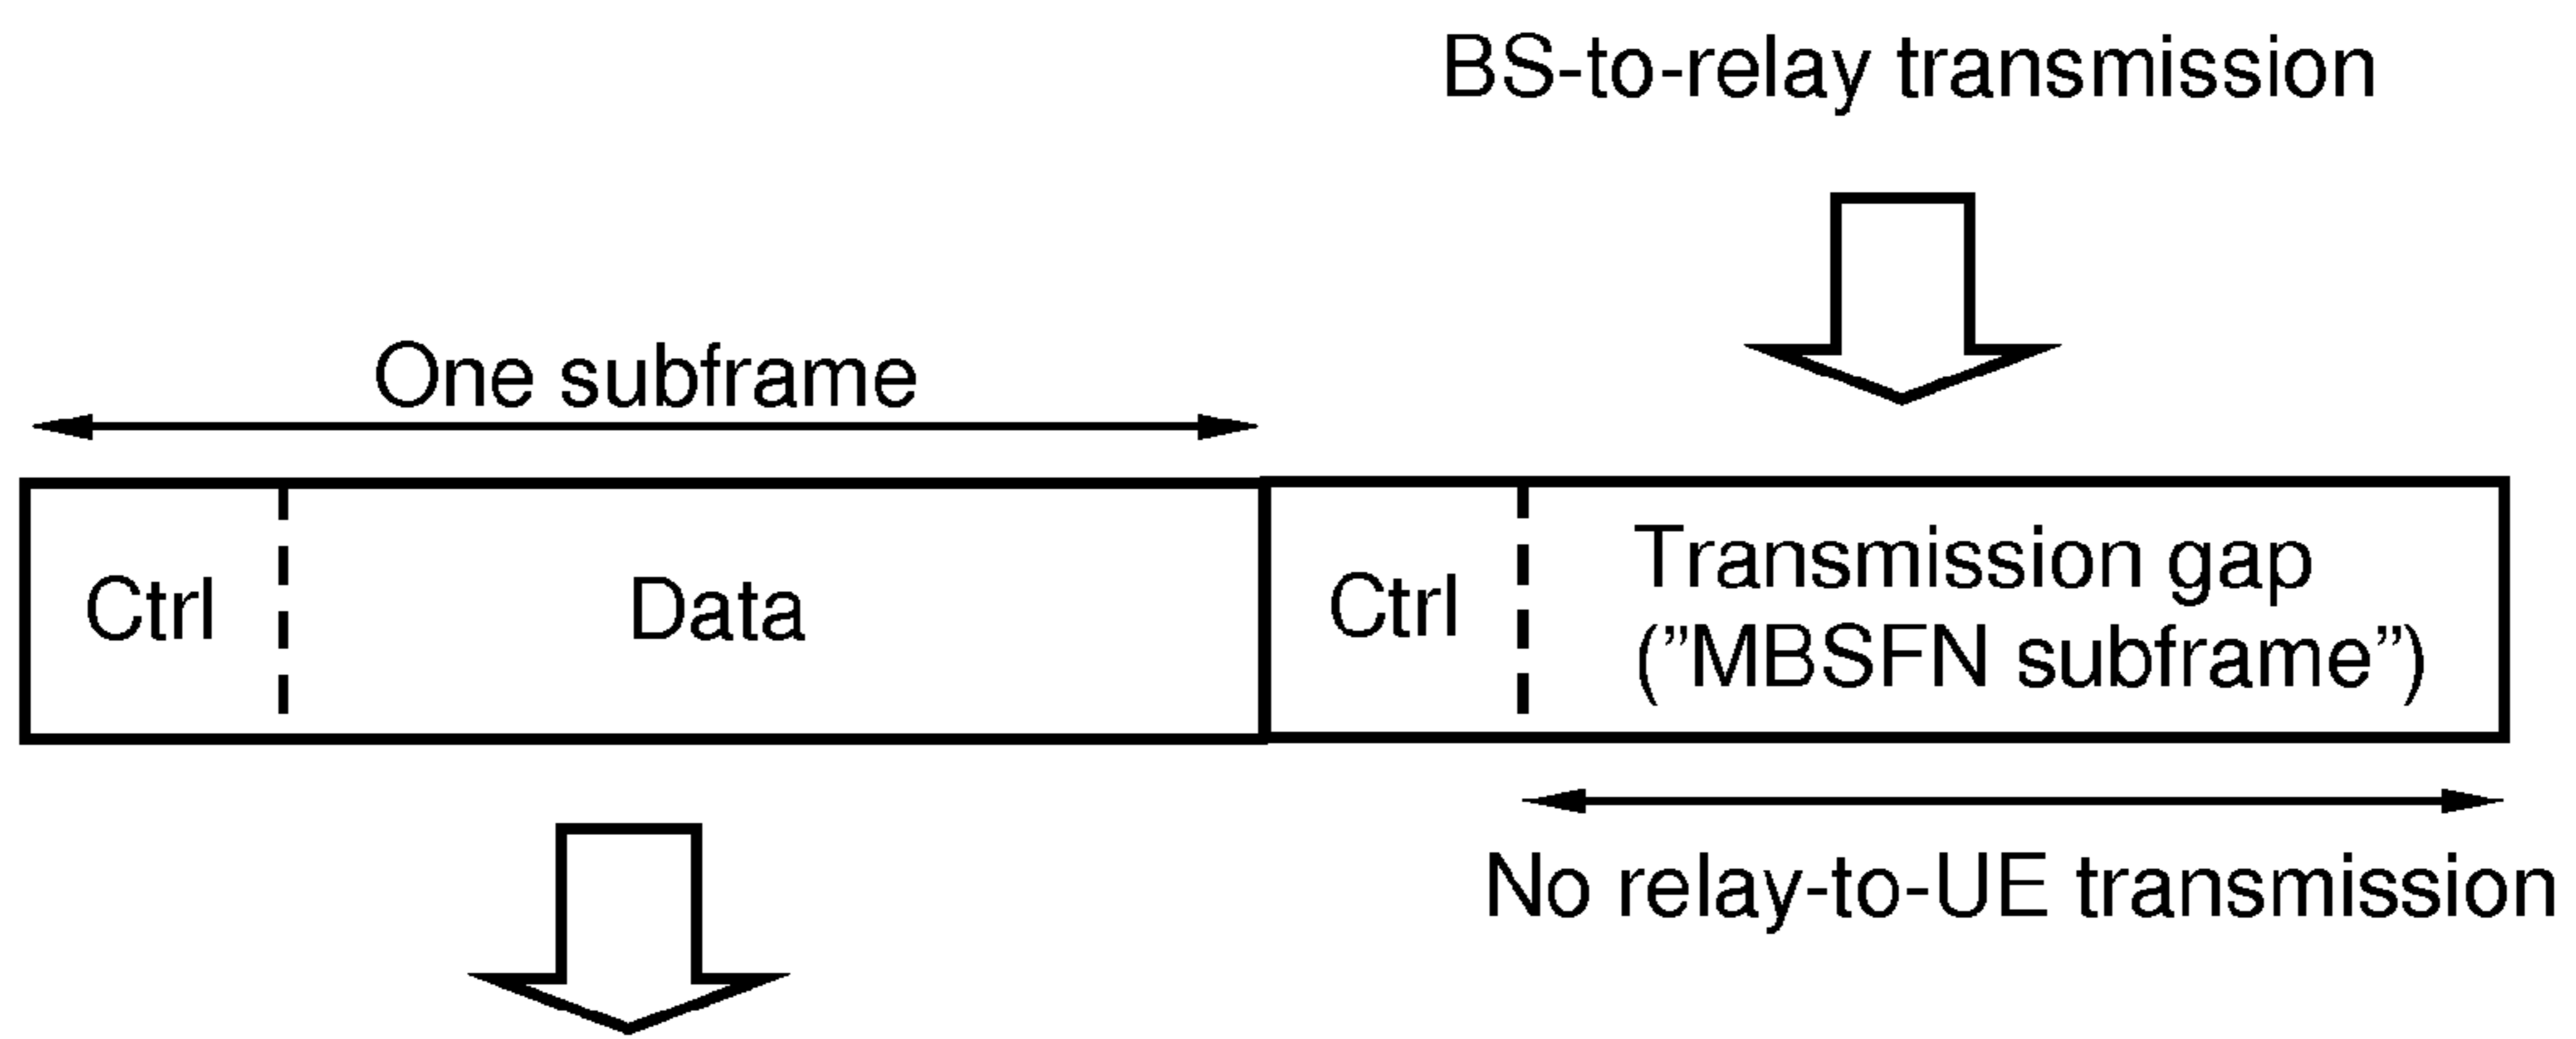 BS-to-relay transmission
One subframe
Ctrl
Data
Ctrl
Transmission gap
(”MBSFN subframe”)
No relay-to-UE transmission